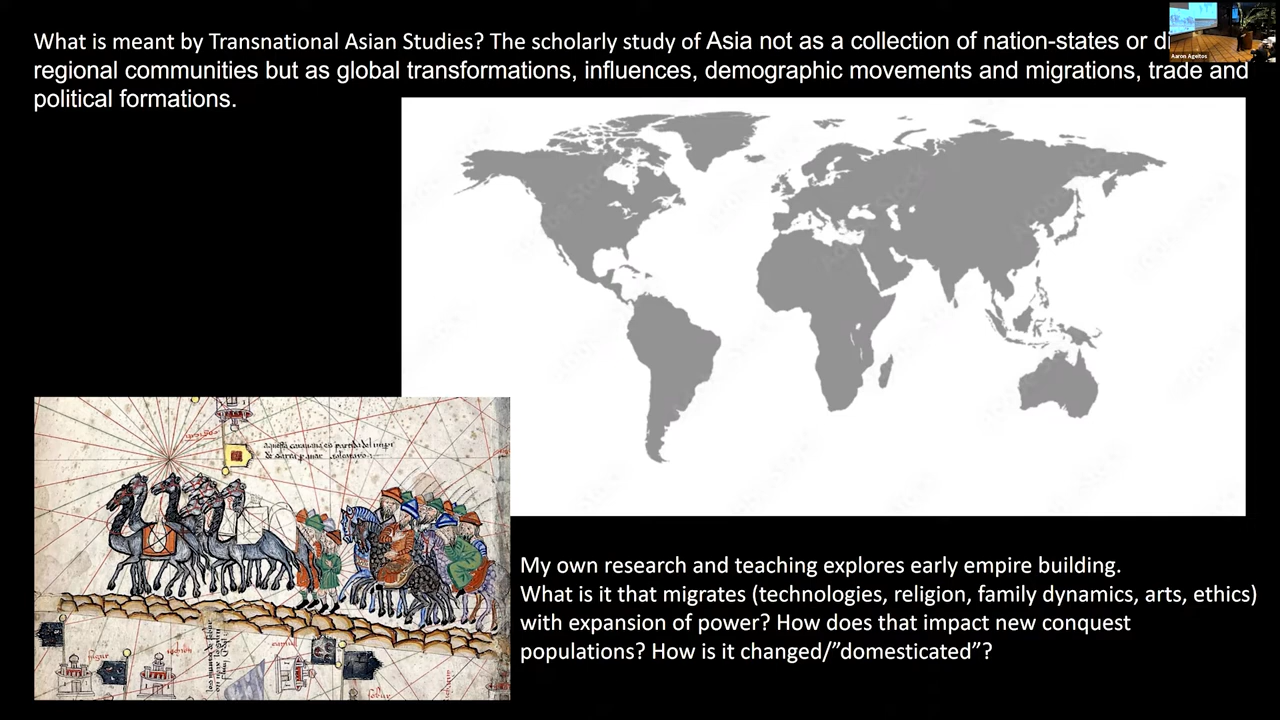 What is meant by Transnational Asian Studies? The scholarly study of Asia not as a collection of nation-states or
regional communities but as global transformations, influences, demographic movements and migrations, trade and
political formations.
Aaron Ageitos
My own research and teaching explores early empire building.
What is it that migrates (technologies, religion, family dynamics, arts, ethics)
with expansion of power? How does that impact new conquest
populations? How is it changed/”domesticated”?